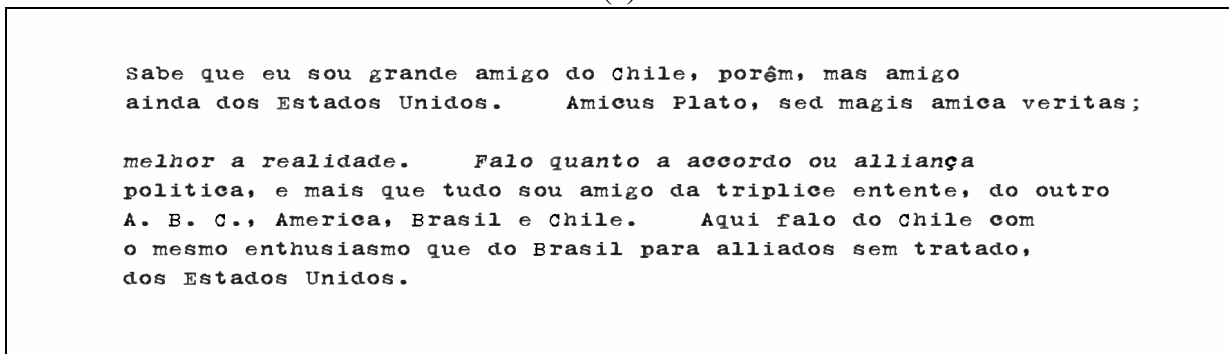 Sabe que eu sou grande amigo do Chile, porêm, mas amigo
ainda dos Estados Unidos. Amicus Plato, sed magis amica veritas;
melhor a realidade. Falo quanto a accordo ou alliança
politica, e mais que tudo sou amigo da triplice entente, do outro
A. B. C., America, Brasil e Chile. Aqui falo do Chile com
o mesmo enthusiasmo que do Brasil para alliados sem tratado,
dos Estados Unidos.